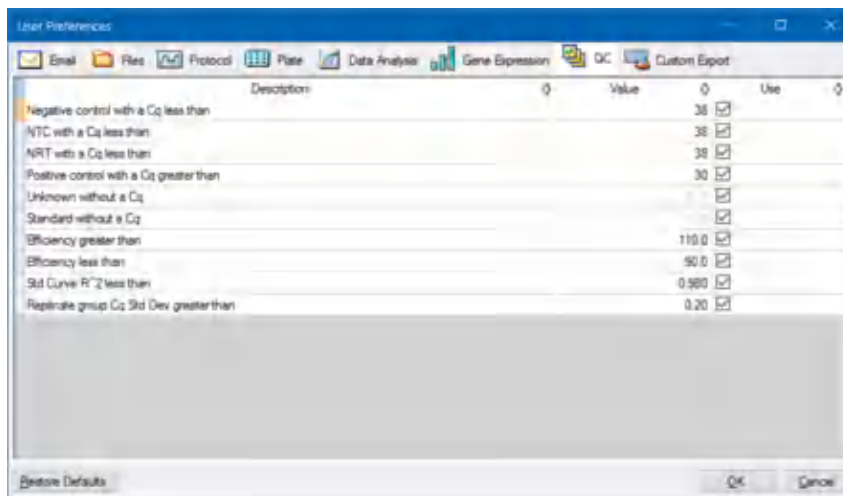 User Preferences
Email Files Protocol Plate Data Analysis Gene Expression QC Custom Export
Description Value Use
Negative control with a Cq less than 38
NTC with a Cq less than 38
NRT with a Cq less than 38
Positive control with a Cq greater than 30
Unknown without a Cq
Standard without a Cq
Efficiency greater than 110.0
Efficiency less than 90.0
Std Curve R^2 less than 0.980
Replicate group Cq Std Dev greater than 0.20
Restore Defaults OK Cancel